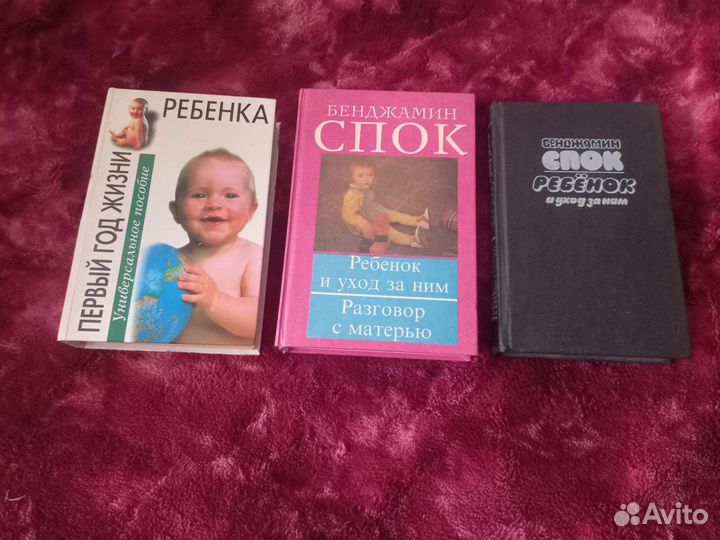 ПЕРВЫЙ ГОД ЖИЗНИ
РЕБЕНКА
Универсальное пособие
БЕНДЖАМИН
СПОК
Ребенок
и уход за ним
Разговор
с матерью
БЕНДЖАМИН
СПОК
РЕБЁНОК
и уход за ним
Avito